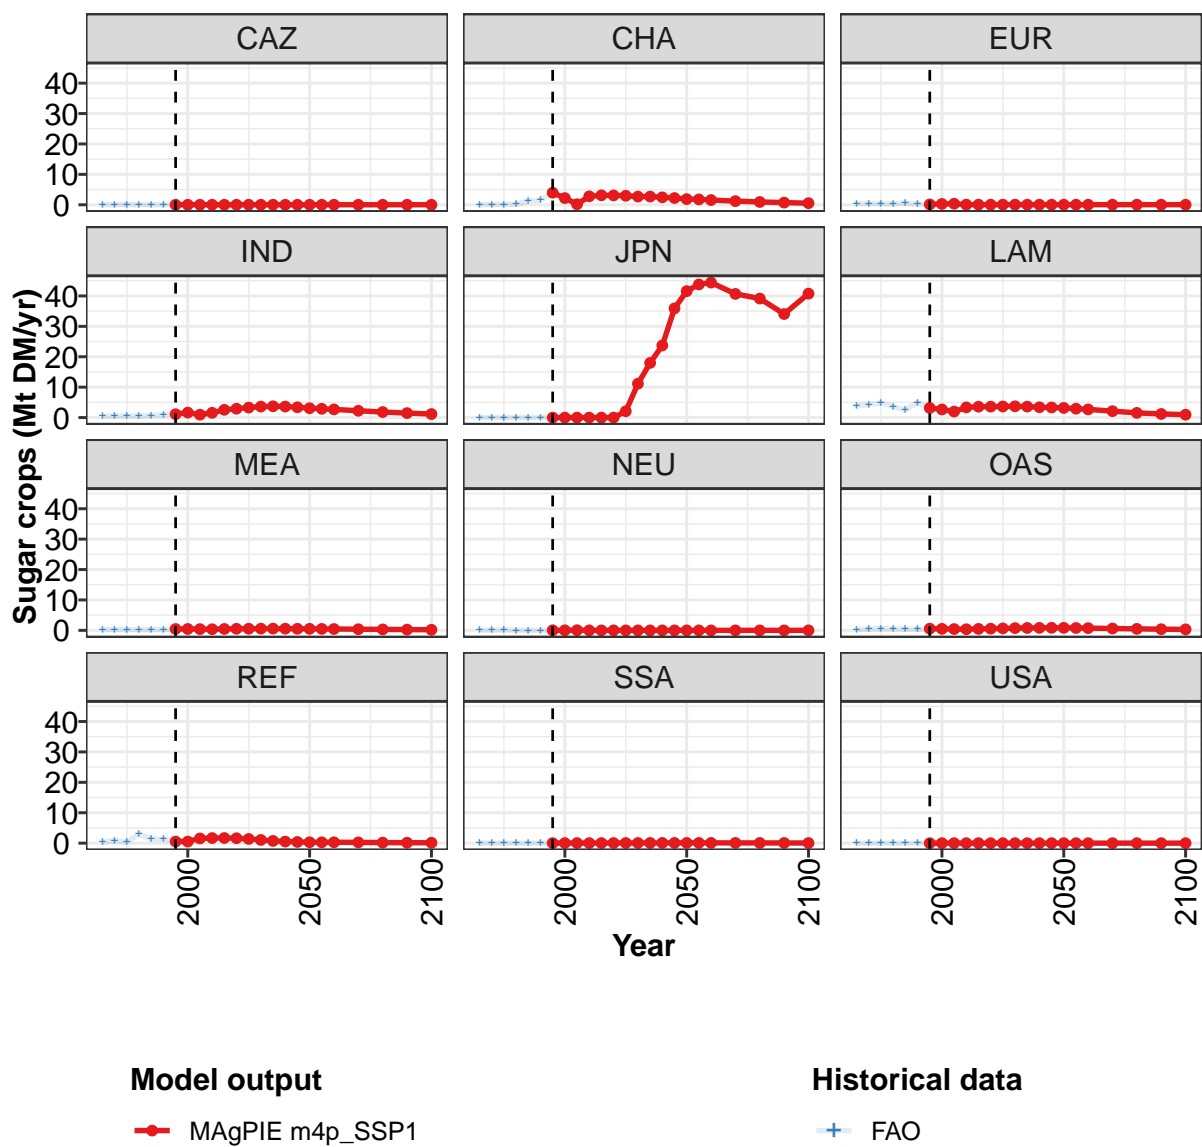 CAZ CHA EUR
40
30
20
10
0
IND JPN LAM
40
30
20
10
0
MEA NEU OAS
40
30
20
10
0
REF SSA USA
40
30
20
10
0
Sugar crops (Mt DM/yr)
2000 2050 2100 2000 2050 2100 2000 2050 2100
Year
Model output Historical data
MAgPIE m4p_SSP1 FAO